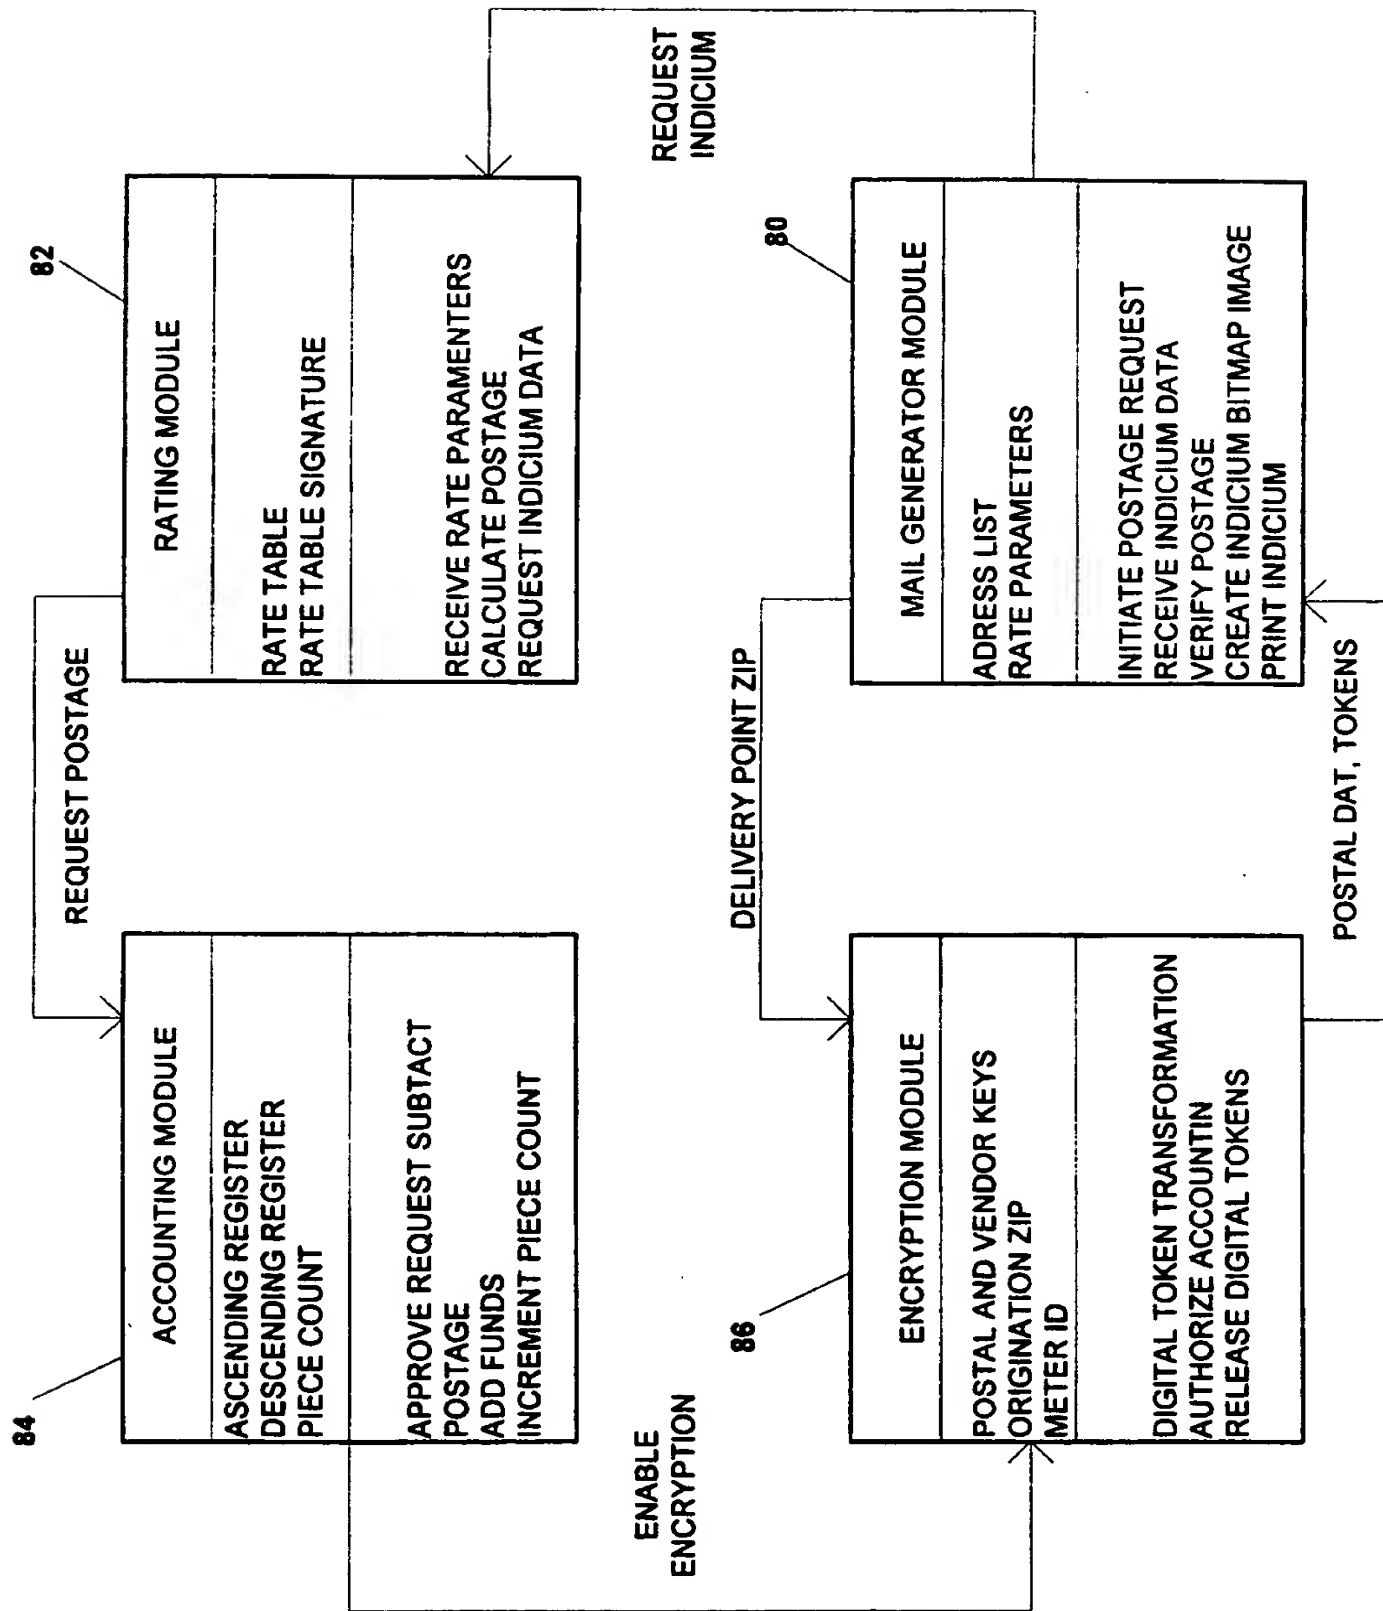 84
ACCOUNTING MODULE
ASCENDING REGISTER
DESCENDING REGISTER
PIECE COUNT
APPROVE REQUEST SUBTACT
POSTAGE
ADD FUNDS
INCREMENT PIECE COUNT
REQUEST POSTAGE
82
RATING MODULE
RATE TABLE
RATE TABLE SIGNATURE
RECEIVE RATE PARAMENTERS
CALCULATE POSTAGE
REQUEST INDICIUM DATA
ENABLE
ENCRYPTION
REQUEST
INDICIUM
86
ENCRYPTION MODULE
POSTAL AND VENDOR KEYS
ORIGINATION ZIP
METER ID
DIGITAL TOKEN TRANSFORMATION
AUTHORIZE ACCOUNTIN
RELEASE DIGITAL TOKENS
DELIVERY POINT ZIP
80
MAIL GENERATOR MODULE
ADRESS LIST
RATE PARAMETERS
INITIATE POSTAGE REQUEST
RECEIVE INDICIUM DATA
VERIFY POSTAGE
CREATE INDICIUM BITMAP IMAGE
PRINT INDICIUM
POSTAL DAT, TOKENS